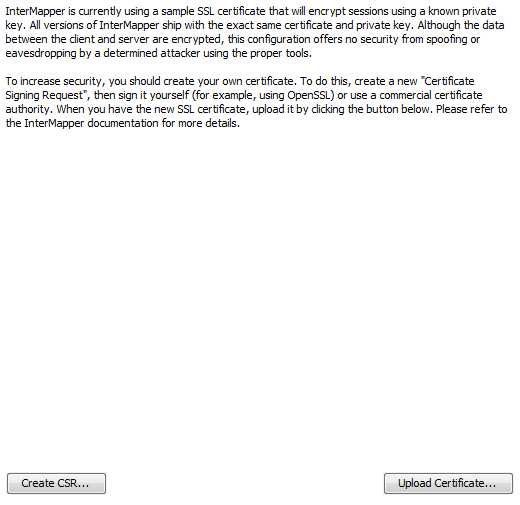 InterMapper is currently using a sample SSL certificate that will encrypt sessions using a known private
key. All versions of InterMapper ship with the exact same certificate and private key. Although the data
between the client and server are encrypted, this configuration offers no security from spoofing or
eavesdropping by a determined attacker using the proper tools.
To increase security, you should create your own certificate. To do this, create a new "Certificate
Signing Request", then sign it yourself (for example, using OpenSSL) or use a commercial certificate
authority. When you have the new SSL certificate, upload it by clicking the button below. Please refer to
the InterMapper documentation for more details.
Create CSR... Upload Certificate...